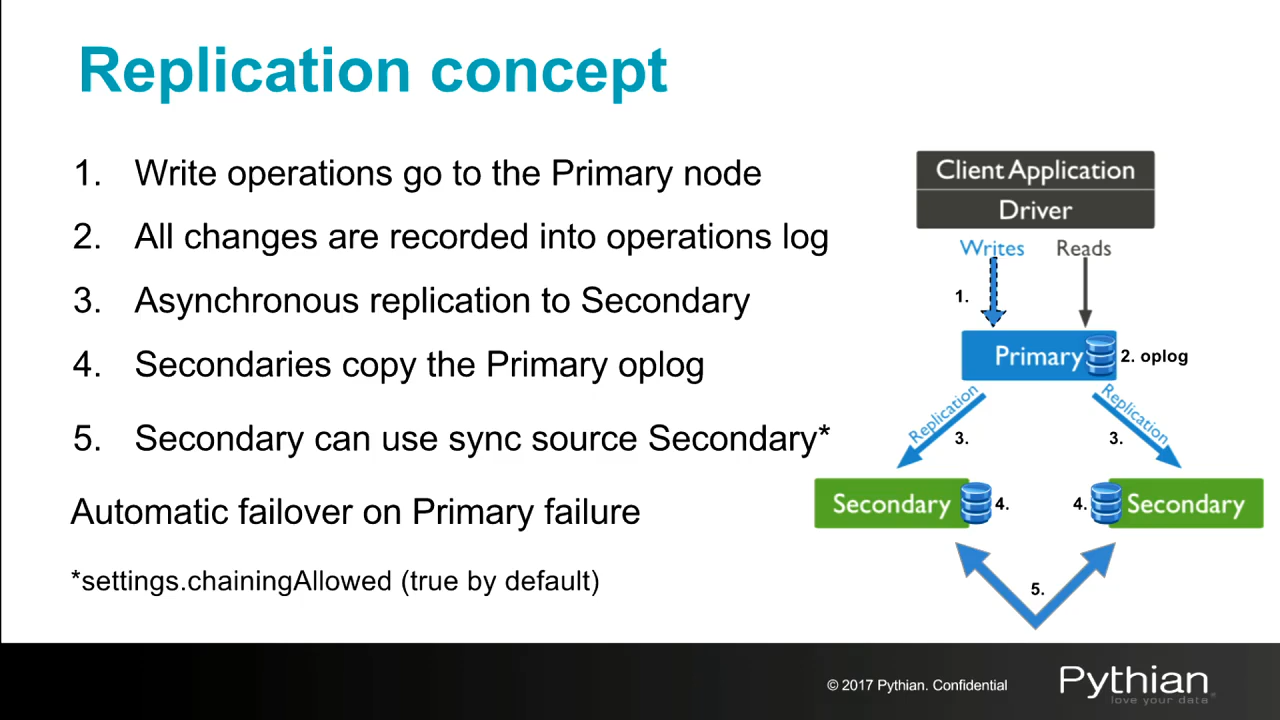 Replication concept
1. Write operations go to the Primary node
2. All changes are recorded into operations log
3. Asynchronous replication to Secondary
4. Secondaries copy the Primary oplog
5. Secondary can use sync source Secondary*
Automatic failover on Primary failure
*settings.chainingAllowed (true by default)
Client Application
Driver
Writes Reads
1.
Primary 2. oplog
Replication Replication
3. 3.
Secondary 4. 4. Secondary
5.
© 2017 Pythian. Confidential
Pythian
love your data